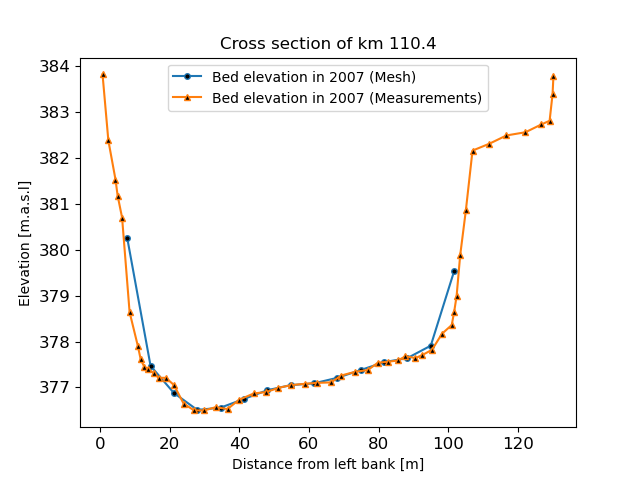 Cross section of km 110.4
Bed elevation in 2007 (Mesh)
Bed elevation in 2007 (Measurements)
384
383
382
381
380
379
378
377
Elevation [m.a.s.l]
0 20 40 60 80 100 120
Distance from left bank [m]